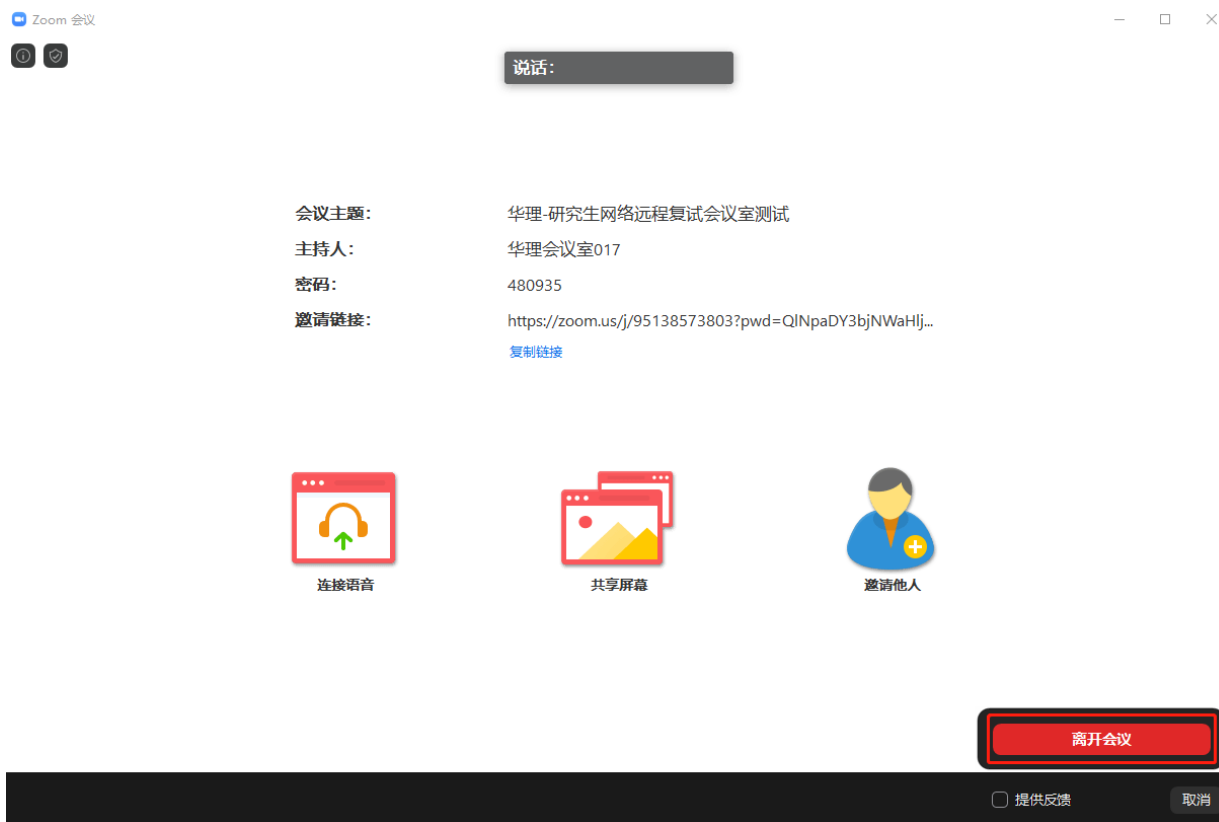 Zoom 会议
说话:
会议主题: 华理-研究生网络远程复试会议室测试
主持人: 华理会议室017
密码: 480935
邀请链接: https://zoom.us/j/95138573803?pwd=QlNpaDY3bjNWaHlj...
复制链接
连接语音 共享屏幕 邀请他人
离开会议
提供反馈 取消